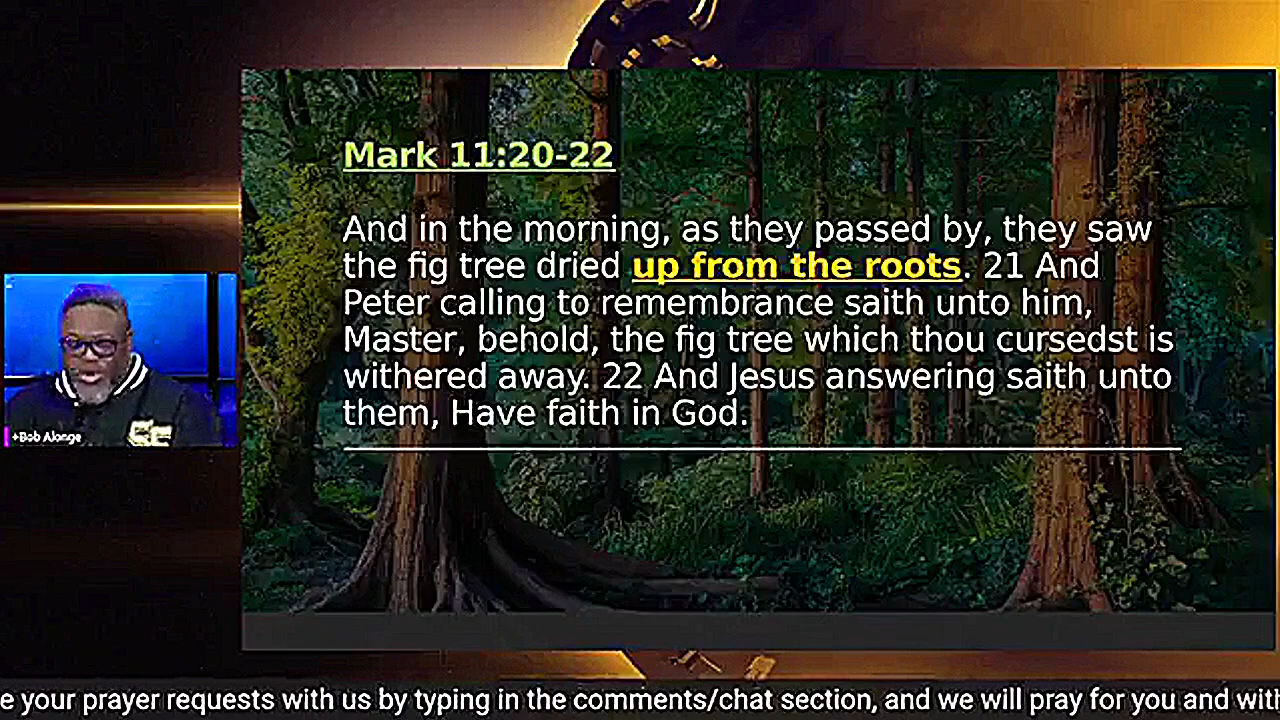 Mark 11:20-22
And in the morning, as they passed by, they saw
the fig tree dried up from the roots. 21 And
Peter calling to remembrance saith unto him,
Master, behold, the fig tree which thou cursedst is
withered away. 22 And Jesus answering saith unto
them, Have faith in God.
+Bob Alonge
e your prayer requests with us by typing in the comments/chat section, and we will pray for you and with